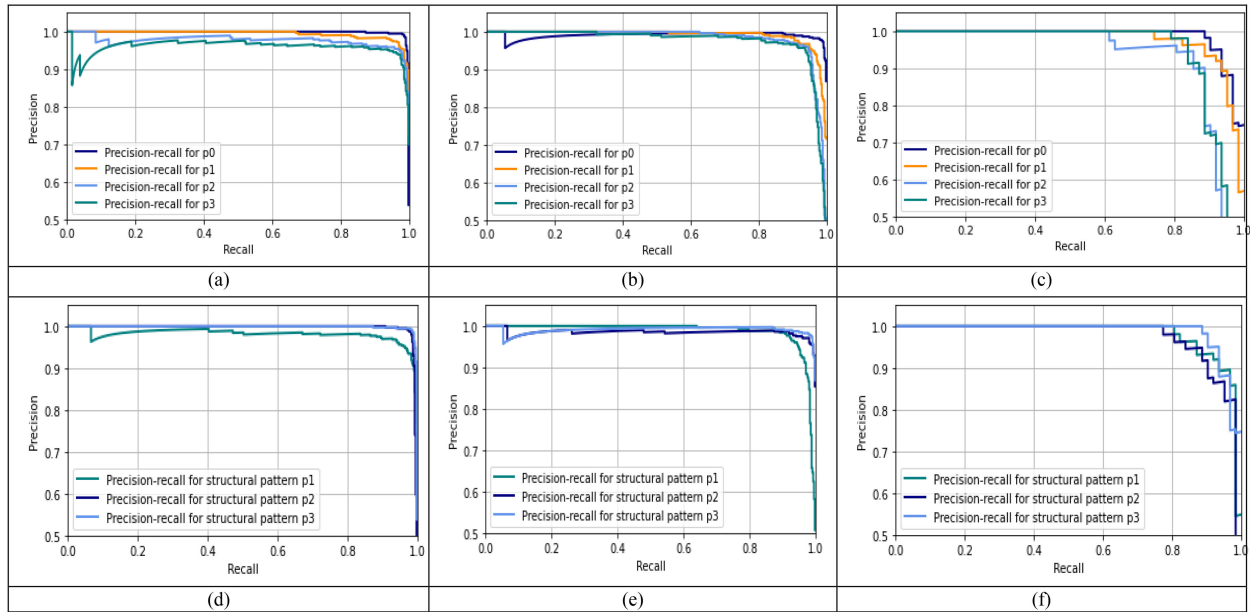 Precision
1.0
0.9
0.8
0.7
0.6
0.5
Precision-recall for p0
Precision-recall for p1
Precision-recall for p2
Precision-recall for p3
0.0 0.2 0.4 0.6 0.8 1.0
Recall
(a)
Precision
1.0
0.9
0.8
0.7
0.6
0.5
Precision-recall for p0
Precision-recall for p1
Precision-recall for p2
Precision-recall for p3
0.0 0.2 0.4 0.6 0.8 1.0
Recall
(b)
Precision
1.0
0.9
0.8
0.7
0.6
0.5
Precision-recall for p0
Precision-recall for p1
Precision-recall for p2
Precision-recall for p3
0.0 0.2 0.4 0.6 0.8 1.0
Recall
(c)
Precision
1.0
0.9
0.8
0.7
0.6
0.5
Precision-recall for structural pattern p1
Precision-recall for structural pattern p2
Precision-recall for structural pattern p3
0.0 0.2 0.4 0.6 0.8 1.0
Recall
(d)
Precision
1.0
0.9
0.8
0.7
0.6
0.5
Precision-recall for structural pattern p1
Precision-recall for structural pattern p2
Precision-recall for structural pattern p3
0.0 0.2 0.4 0.6 0.8 1.0
Recall
(e)
Precision
1.0
0.9
0.8
0.7
0.6
0.5
Precision-recall for structural pattern p1
Precision-recall for structural pattern p2
Precision-recall for structural pattern p3
0.0 0.2 0.4 0.6 0.8 1.0
Recall
(f)